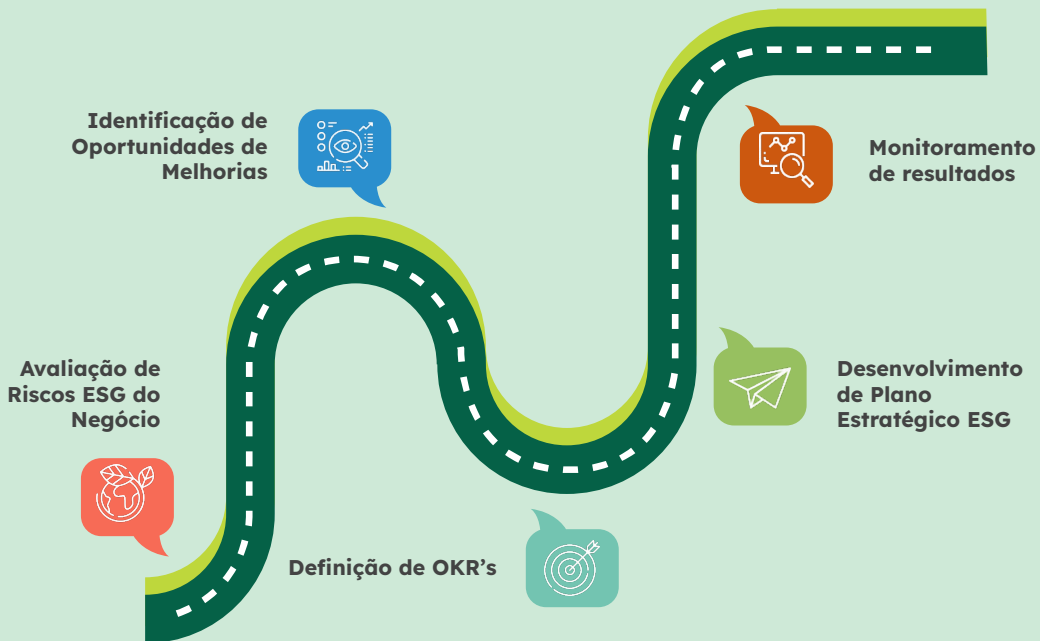 Avaliação de
Riscos ESG do
Negócio
Identificação de
Oportunidades de
Melhorias
Definição de OKR’s
Desenvolvimento
de Plano
Estratégico ESG
Monitoramento
de resultados